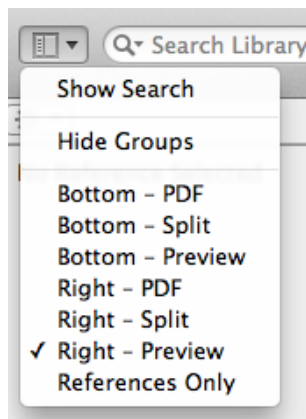 Search Library
Show Search
Hide Groups
Bottom – PDF
Bottom – Split
Bottom – Preview
Right – PDF
Right – Split
✓ Right – Preview
References Only